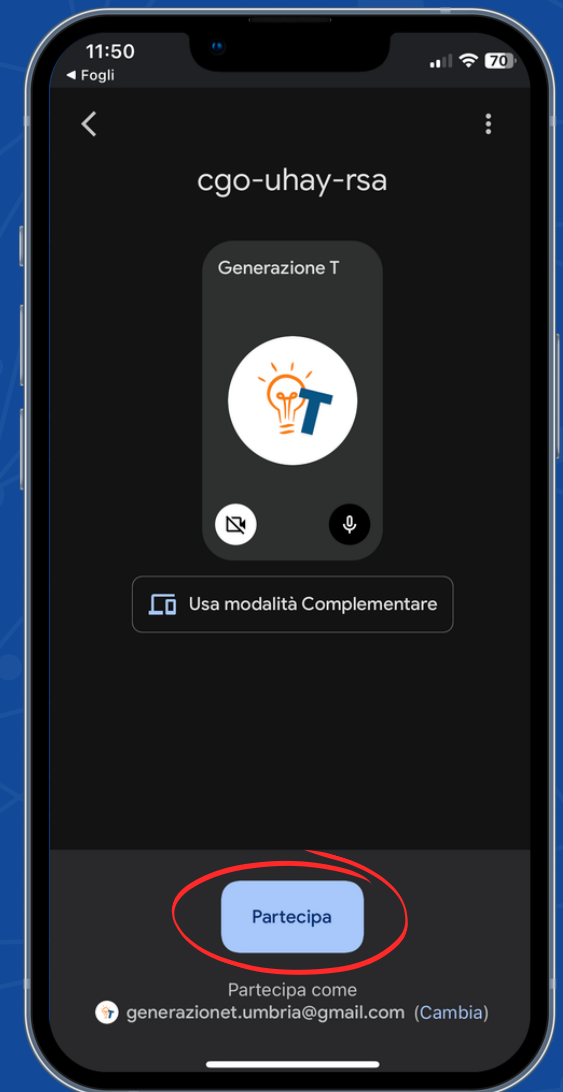 11:50
70
◀ Fogli
cgo-uhay-rsa
Generazione T
T
Usa modalità Complementare
Partecipa
Partecipa come
generazionet.umbria@gmail.com (Cambia)